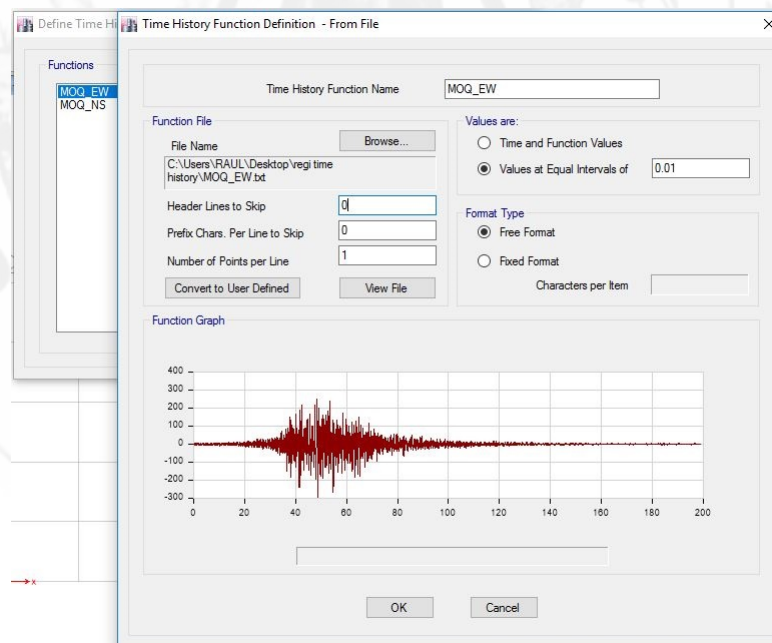 Define Time Hi
Time History Function Definition - From File
Functions
MOQ_EW
MOQ_NS
Time History Function Name
MOQ_EW
Function File
File Name
Browse...
C:\Users\RAUL\Desktop\regi time
history\MOQ_EW.txt
Header Lines to Skip
0
Prefix Chars. Per Line to Skip
0
Number of Points per Line
1
Convert to User Defined
View File
Values are:
Time and Function Values
Values at Equal Intervals of
0.01
Format Type
Free Format
Fixed Format
Characters per Item
Function Graph
400
300
200
100
0
-100
-200
-300
0 20 40 60 80 100 120 140 160 180 200
OK
Cancel
x